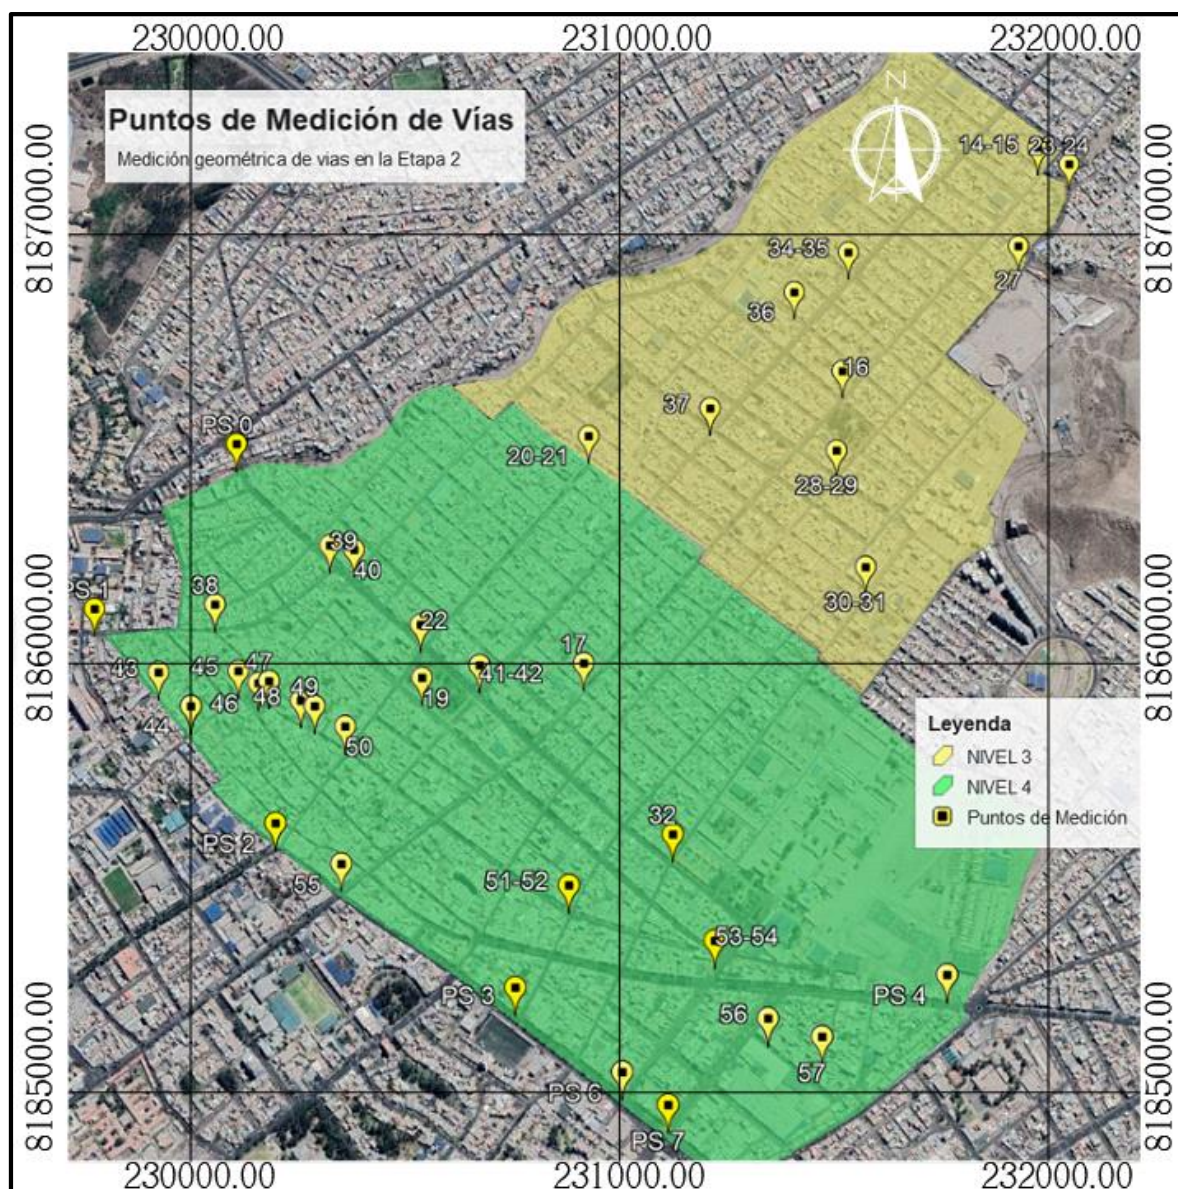 230000.00 231000.00 232000.00
Puntos de Medición de Vías
Medición geométrica de vias en la Etapa 2
N
14-15 23-24
8187000.00
8187000.00
34-35
27
36
16
37
PS 0
20-21
28-29
39
40
30-31
38
PS 1
22
17
8186000.00
8186000.00
43
45
47
41-42
19
48
49
46
44
50
Leyenda
NIVEL 3
NIVEL 4
Puntos de Medición
32
PS 2
55
51-52
53-54
PS 3
PS 4
56
57
8185000.00
8185000.00
PS 6
PS 7
230000.00 231000.00 232000.00